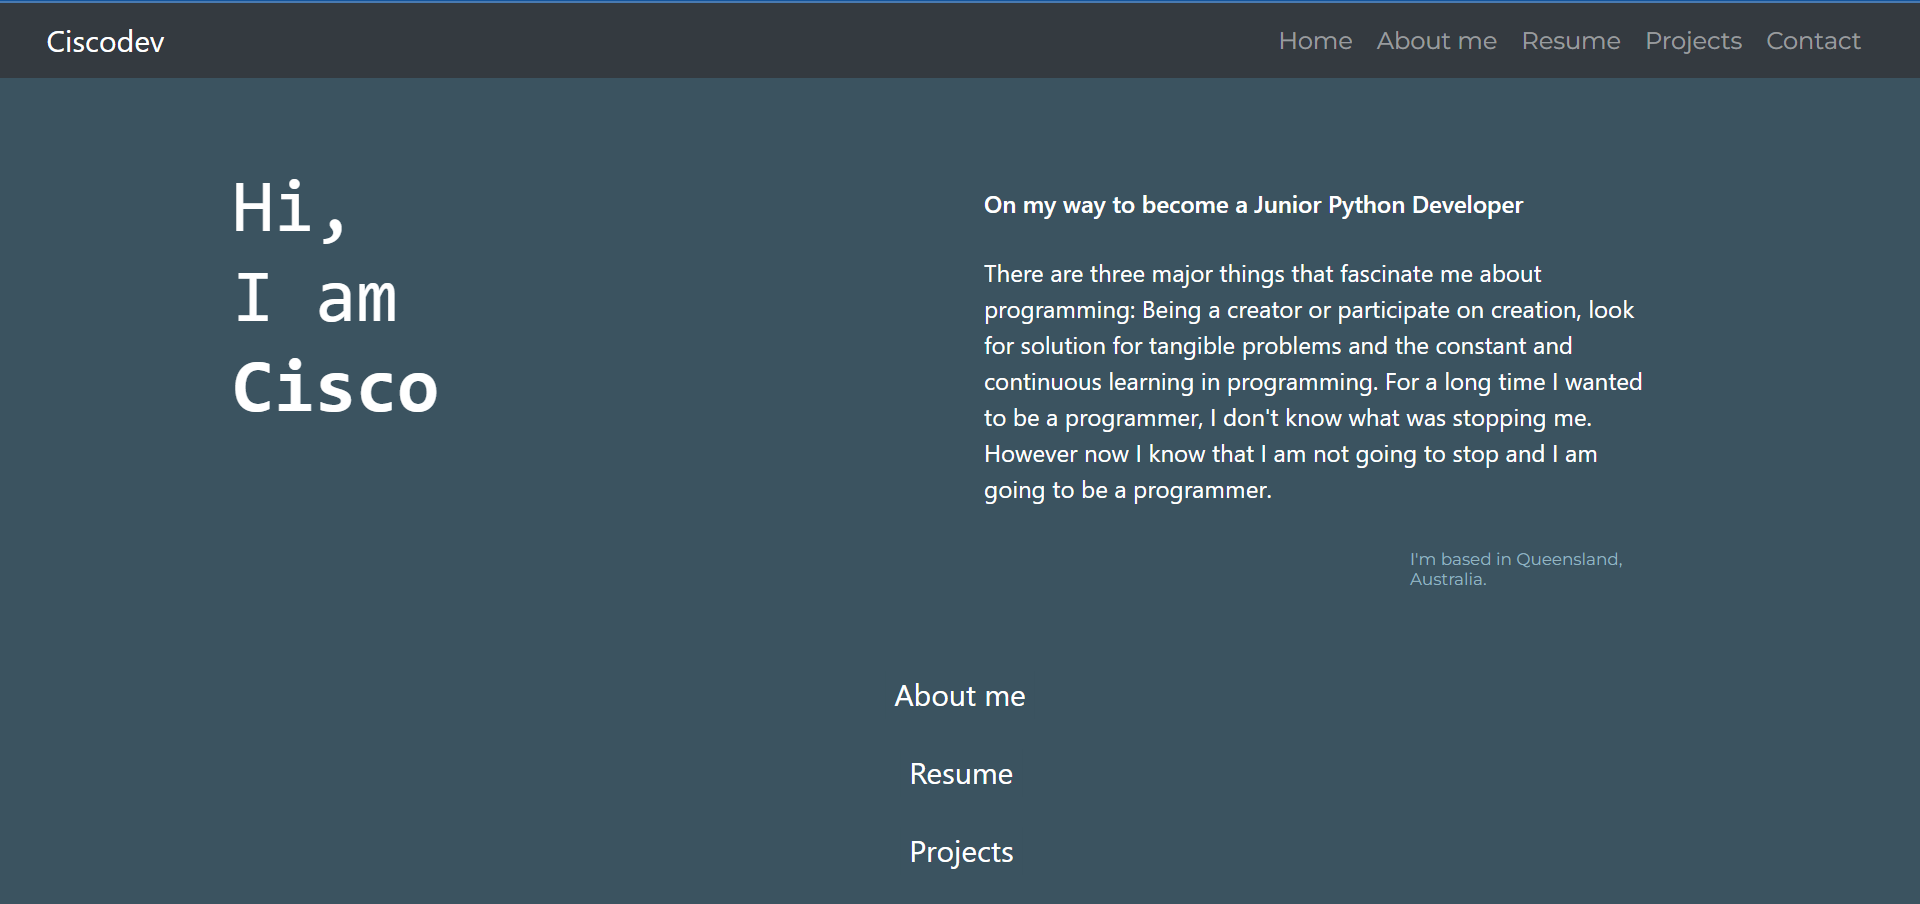 Ciscodev
Home About me Resume Projects Contact
Hi,
I am
Cisco
On my way to become a Junior Python Developer
There are three major things that fascinate me about
programming: Being a creator or participate on creation, look
for solution for tangible problems and the constant and
continuous learning in programming. For a long time I wanted
to be a programmer, I don't know what was stopping me.
However now I know that I am not going to stop and I am
going to be a programmer.
I'm based in Queensland,
Australia.
About me
Resume
Projects